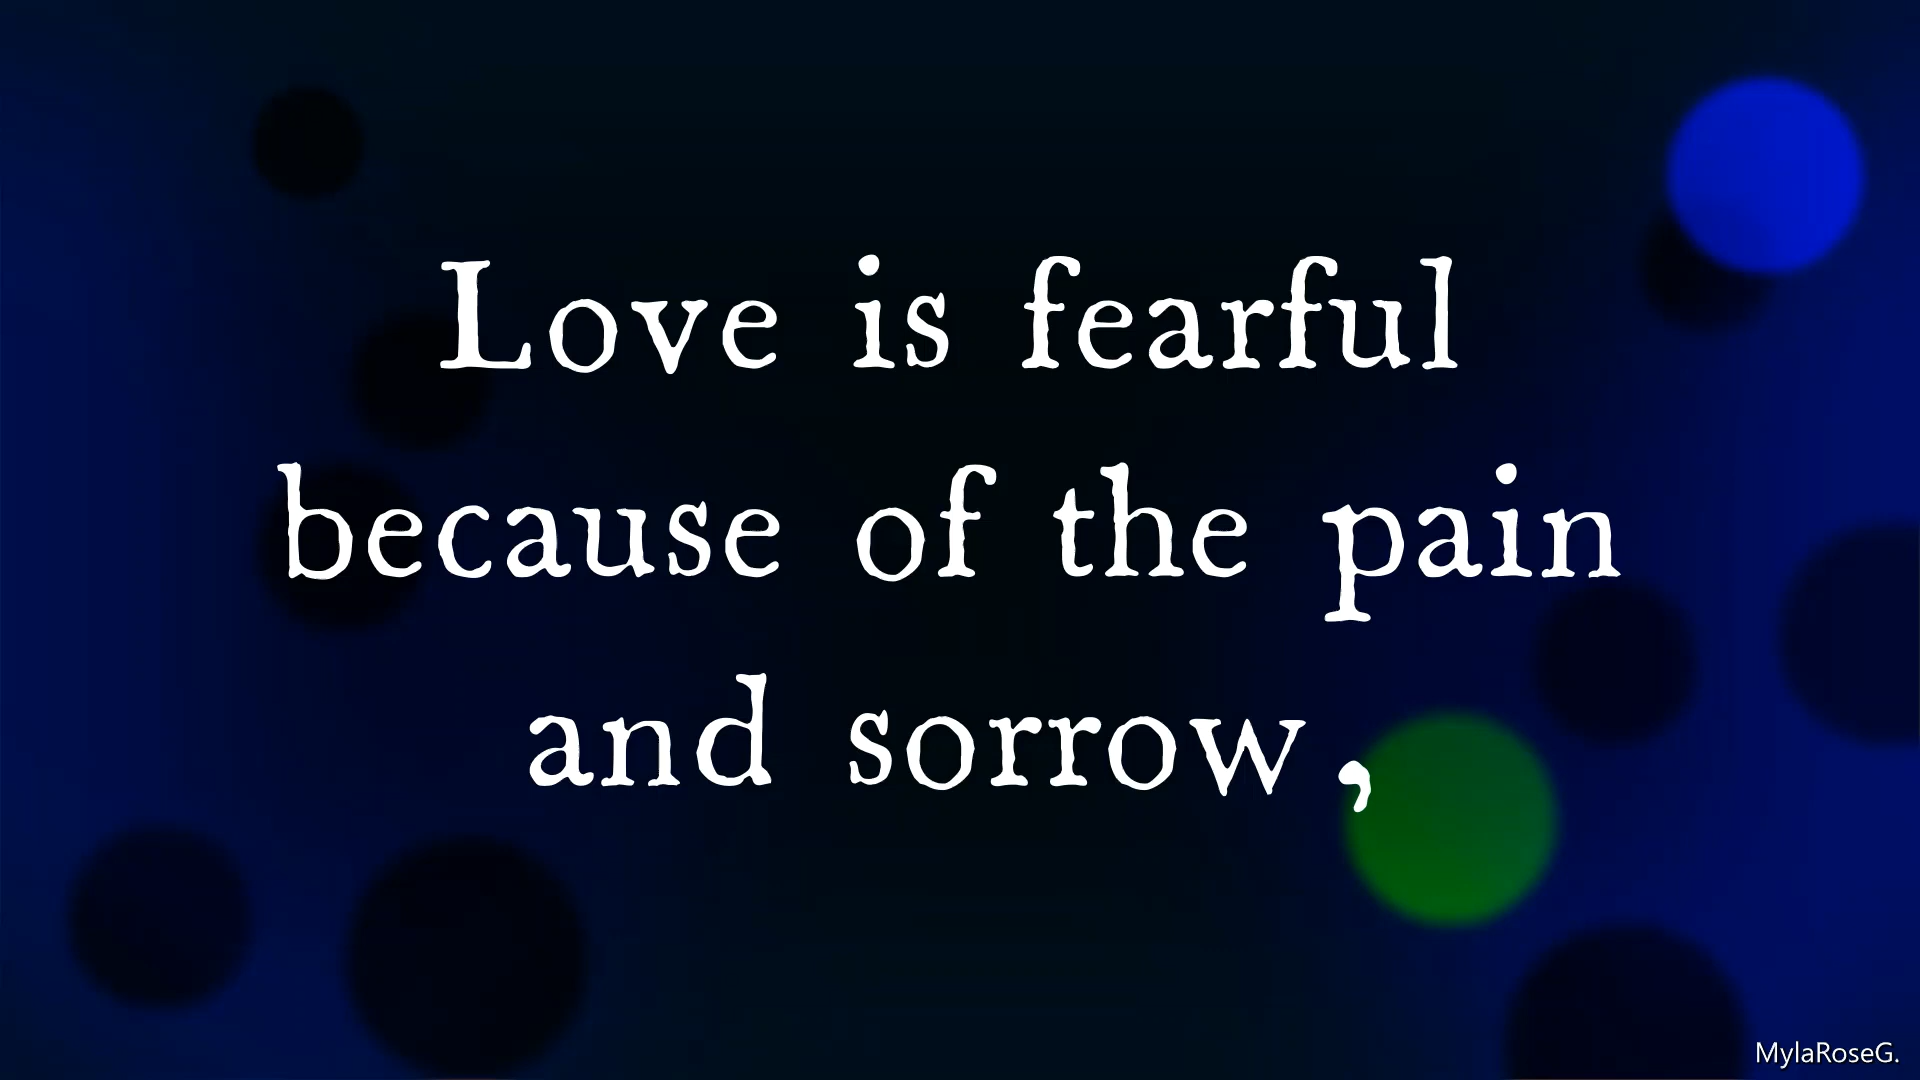 Love is fearful
because of the pain
and sorrow,
MylaRoseG.